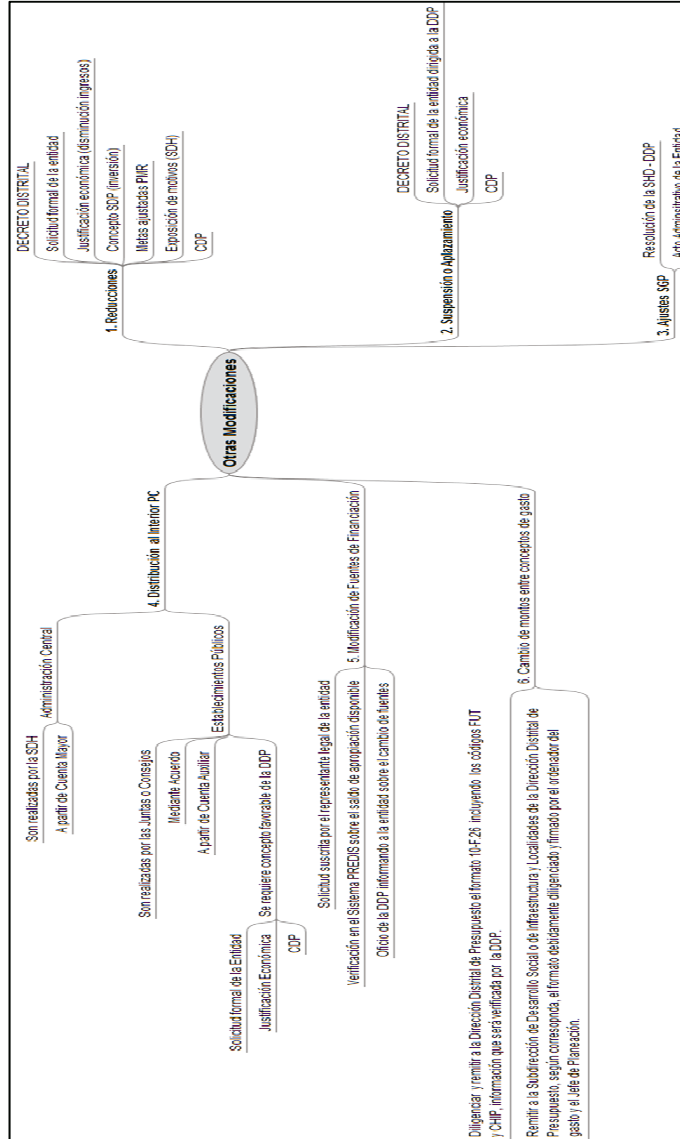 Otras Modificaciones
1. Reducciones
DECRETO DISTRITAL
Solicitud formal de la entidad
Justificación económica (disminución ingresos)
Concepto SDP (inversión)
Metas ajustadas PMR
Exposición de motivos (SDH)
CDP
2. Suspensión o Aplazamiento
DECRETO DISTRITAL
Solicitud formal de la entidad dirigida a la DDP
Justificación económica
CDP
3. Ajustes SGP
Resolución de la SHD - DDP
Acto Administrativo de la Entidad
4. Distribución al Interior PC
Administración Central
Son realizadas por la SDH
A partir de Cuenta Mayor
Establecimientos Públicos
Son realizadas por las Juntas o Consejos
Mediante Acuerdo
A partir de Cuenta Auxiliar
Se requiere concepto favorable de la DDP
Solicitud formal de la Entidad
Justificación Económica
CDP
5. Modificación de Fuentes de Financiación
Solicitud suscrita por el representante legal de la entidad
Verificación en el Sistema PREDIS sobre el saldo de apropiación disponible
Oficio de la DDP informando a la entidad sobre el cambio de fuentes
6. Cambio de montos entre conceptos de gasto
Diligenciar y remitir a la Dirección Distrital de Presupuesto el formato 10-F.26 incluyendo los códigos FUT
y CHIP, información que será verificada por la DDP.
Remitir a la Subdirección de Desarrollo Social o de Infraestructura y Localidades de la Dirección Distrital de
Presupuesto, según corresopnda, el formato debidamente diligenciado y firmado por el ordenador del
gasto y el Jefe de Planeación.